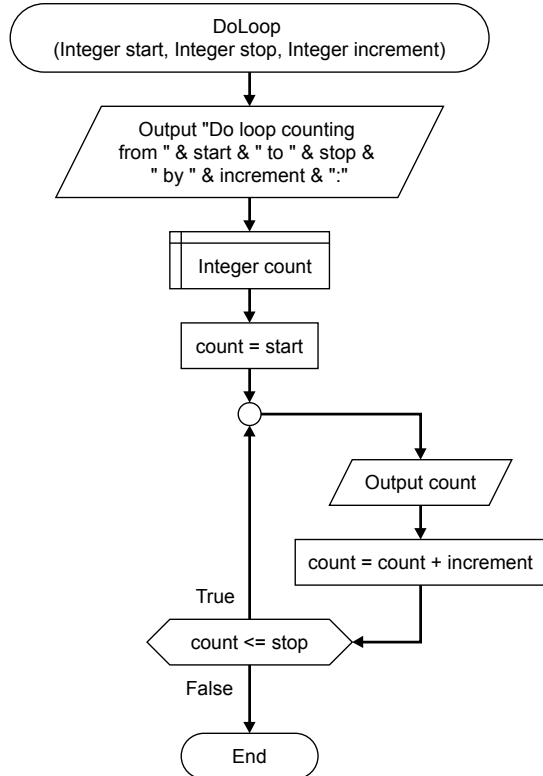 DoLoop
(Integer start, Integer stop, Integer increment)
Output "Do loop counting
from " & start & " to " & stop &
" by " & increment & ":"
Integer count
count = start
Output count
count = count + increment
True
count <= stop
False
End